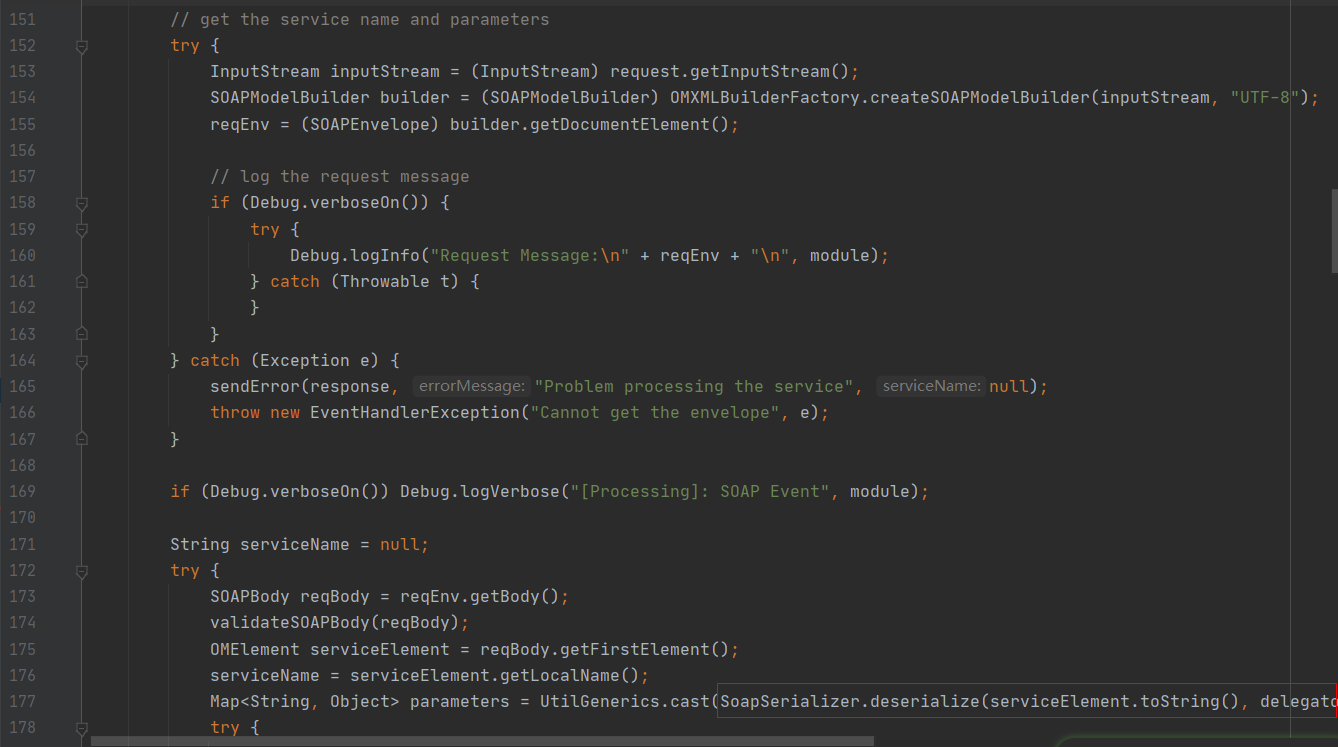 151 // get the service name and parameters
152 try {
153 InputStream inputStream = (InputStream) request.getInputStream();
154 SOAPModelBuilder builder = (SOAPModelBuilder) OMXMLBuilderFactory.createSOAPModelBuilder(inputStream, "UTF-8");
155 reqEnv = (SOAPEnvelope) builder.getDocumentElement();
156
157 // log the request message
158 if (Debug.verboseOn()) {
159 try {
160 Debug.logInfo("Request Message:\n" + reqEnv + "\n", module);
161 } catch (Throwable t) {
162 }
163 }
164 } catch (Exception e) {
165 sendError(response, errorMessage: "Problem processing the service", serviceName: null);
166 throw new EventHandlerException("Cannot get the envelope", e);
167 }
168
169 if (Debug.verboseOn()) Debug.logVerbose("[Processing]: SOAP Event", module);
170
171 String serviceName = null;
172 try {
173 SOAPBody reqBody = reqEnv.getBody();
174 validateSOAPBody(reqBody);
175 OMElement serviceElement = reqBody.getFirstElement();
176 serviceName = serviceElement.getLocalName();
177 Map<String, Object> parameters = UtilGenerics.cast(SoapSerializer.deserialize(serviceElement.toString(), delegato
178 try {